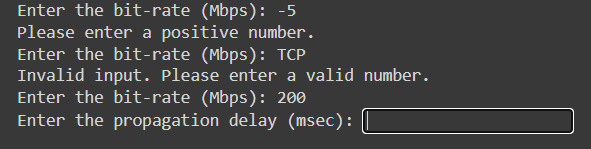 Enter the bit-rate (Mbps): -5
Please enter a positive number.
Enter the bit-rate (Mbps): TCP
Invalid input. Please enter a valid number.
Enter the bit-rate (Mbps): 200
Enter the propagation delay (msec):